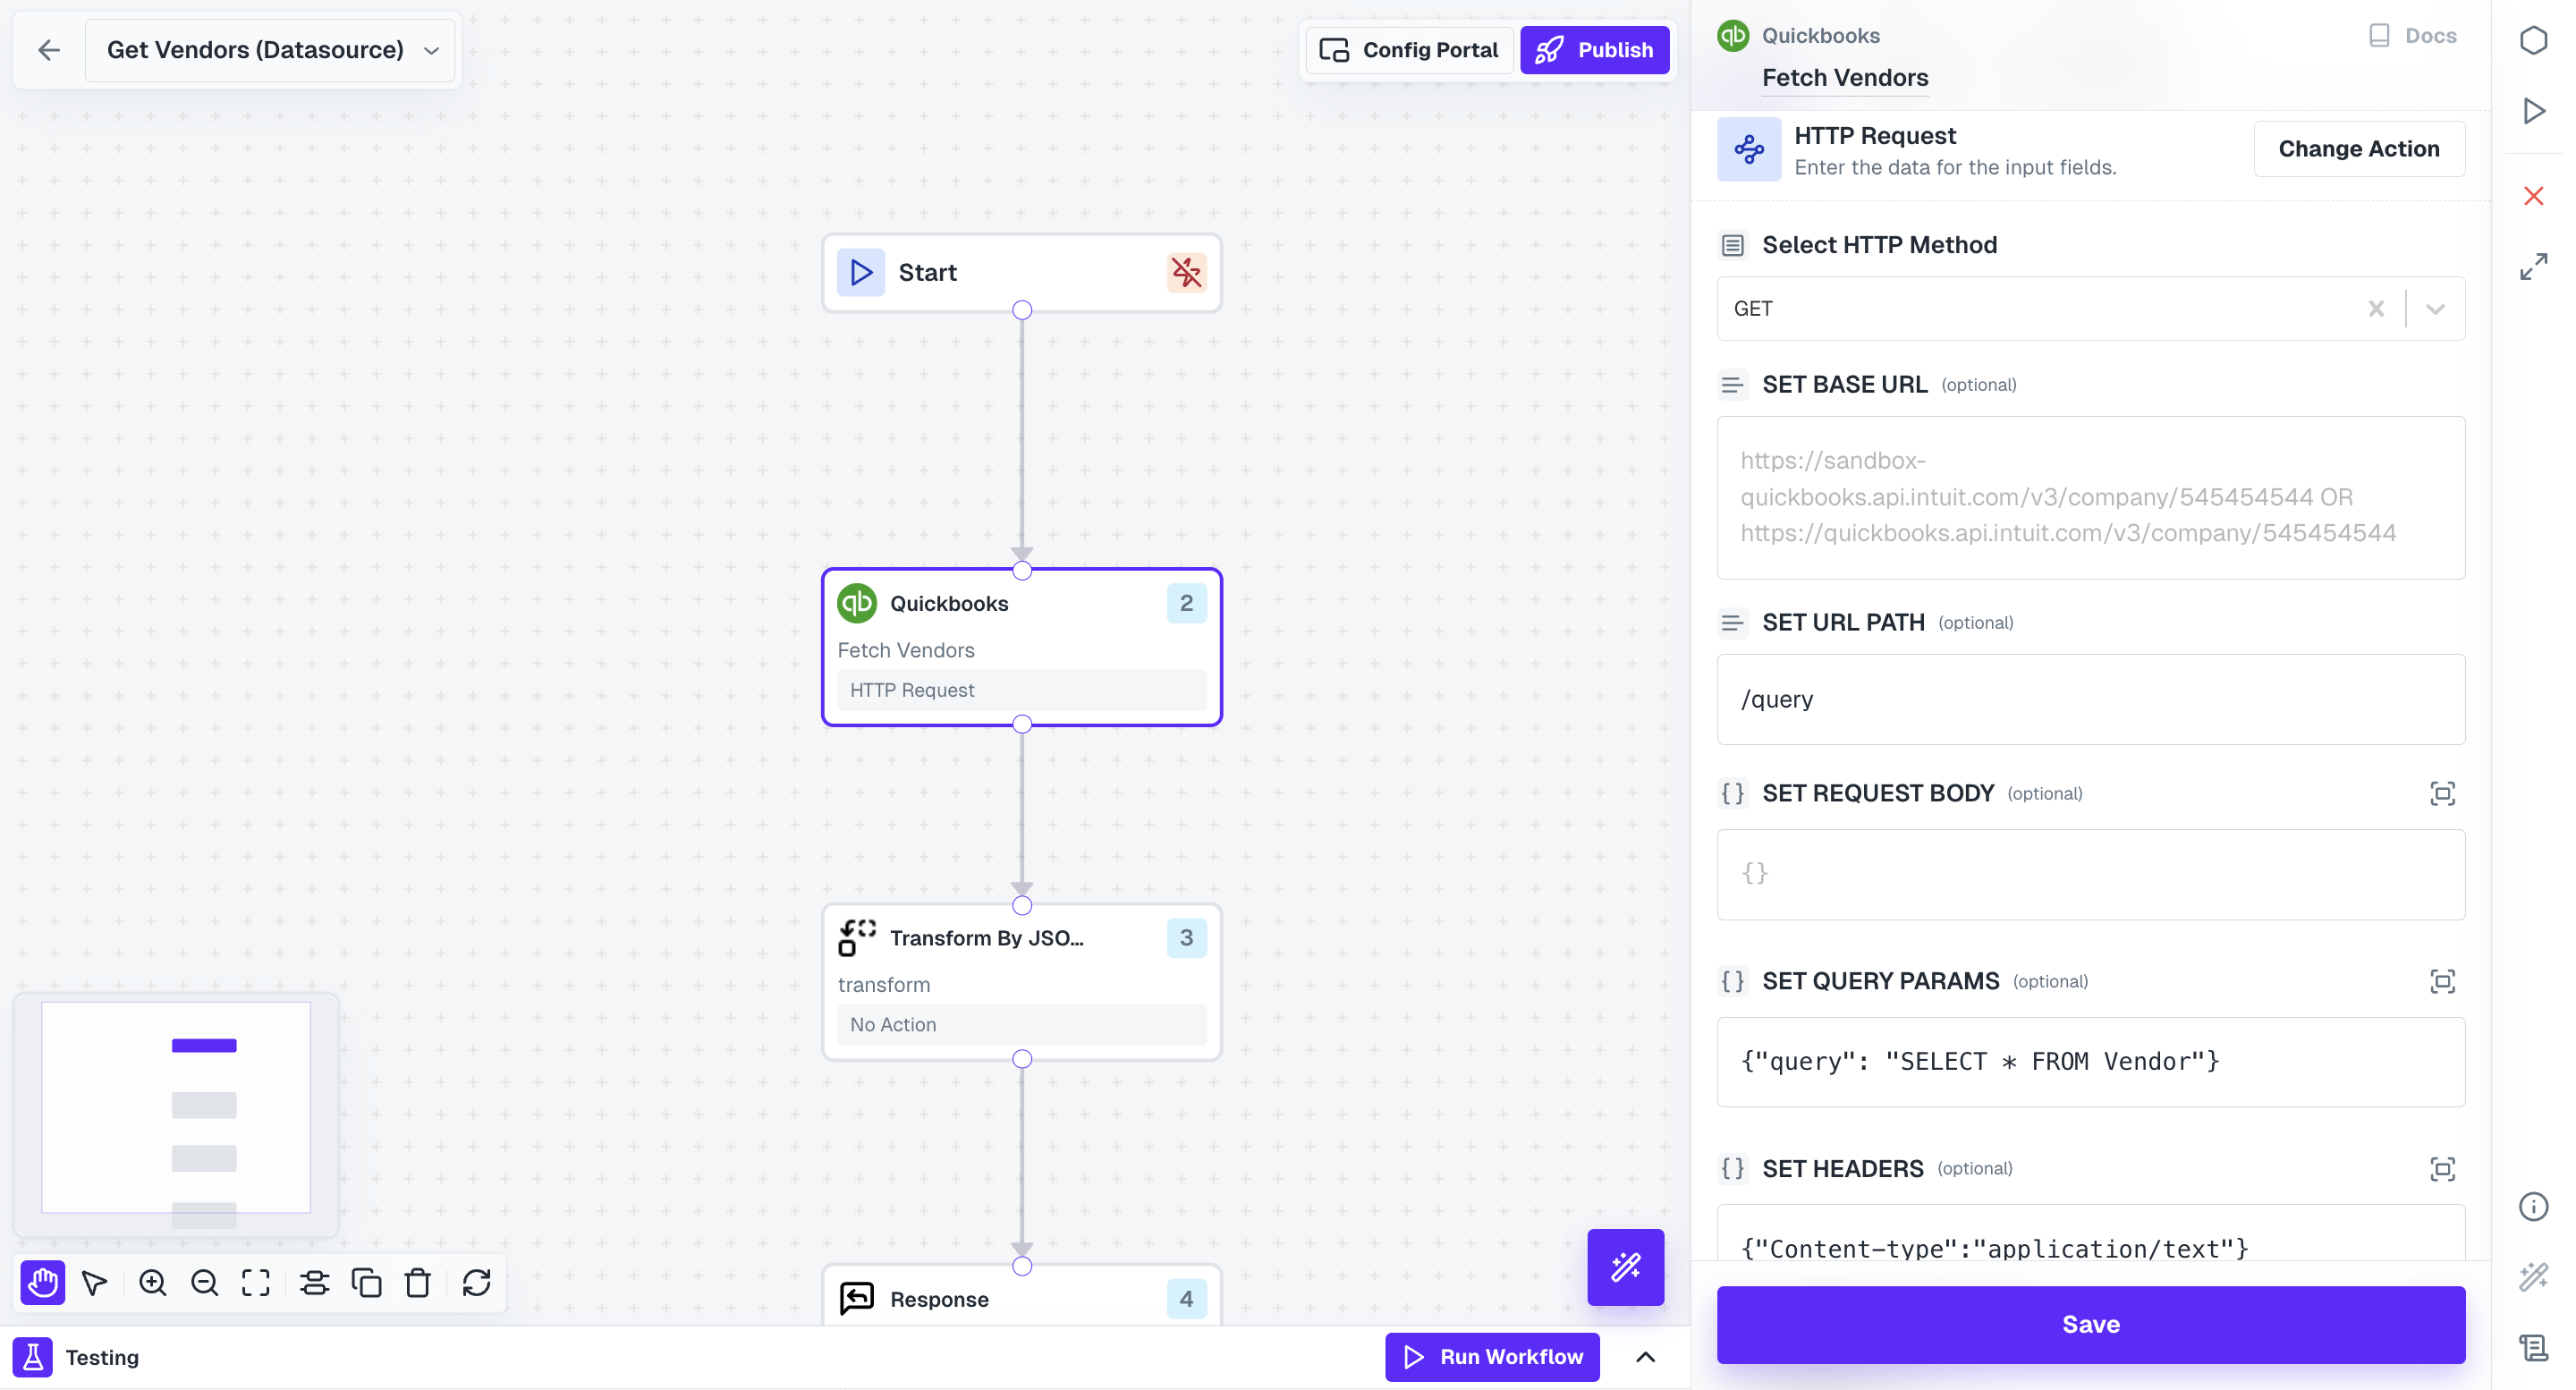 Get Vendors (Datasource)
Config Portal
Publish
Start
qb
Quickbooks
2
Fetch Vendors
HTTP Request
Transform By JSO...
3
transform
No Action
Response
4
Testing
Run Workflow
qb
Quickbooks
Docs
Fetch Vendors
HTTP Request
Enter the data for the input fields.
Change Action
Select HTTP Method
GET
SET BASE URL (optional)
https://sandbox-
quickbooks.api.intuit.com/v3/company/545454544 OR
https://quickbooks.api.intuit.com/v3/company/545454544
SET URL PATH (optional)
/query
{} SET REQUEST BODY (optional)
{}
{} SET QUERY PARAMS (optional)
{"query": "SELECT * FROM Vendor"}
{} SET HEADERS (optional)
{"Content-type":"application/text"}
Save